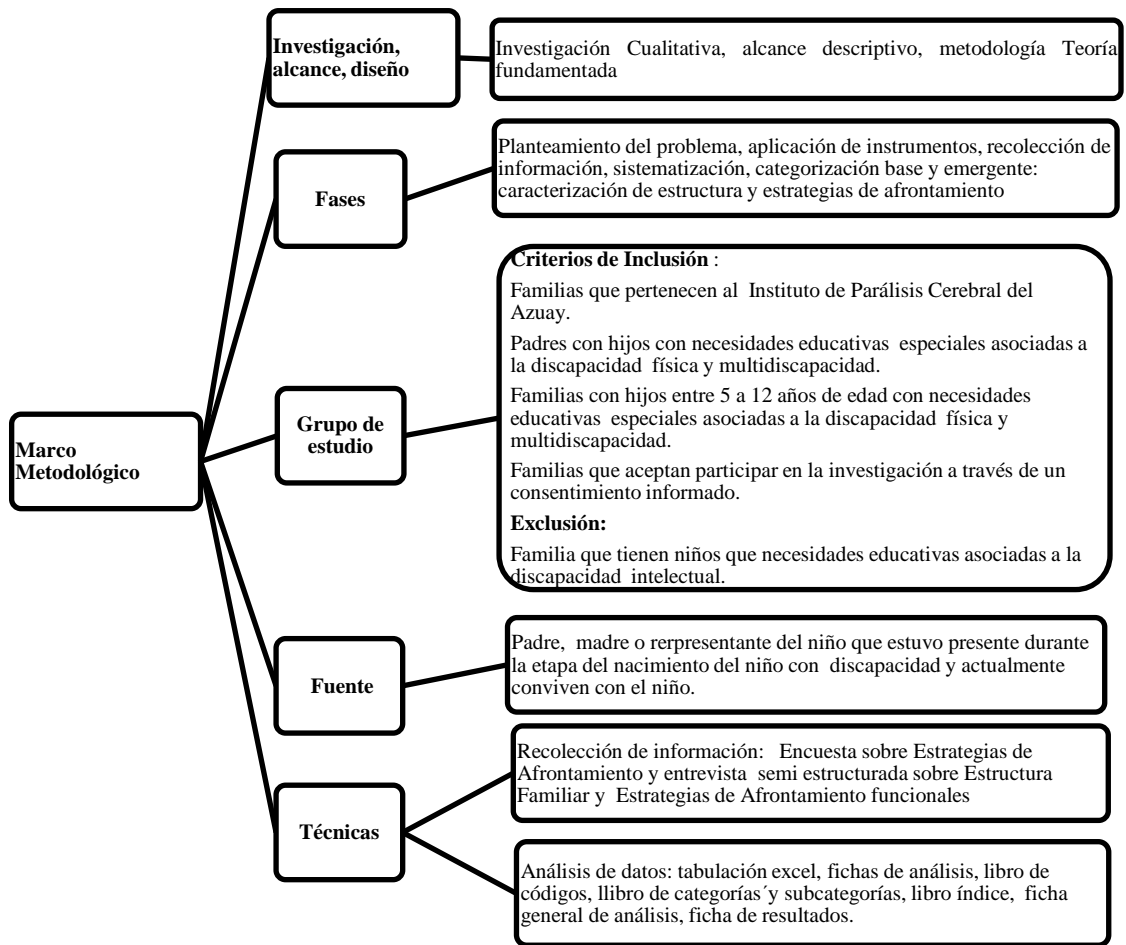 Marco
Metodológico
Investigación,
alcance, diseño
Investigación Cualitativa, alcance descriptivo, metodología Teoría
fundamentada
Fases
Planteamiento del problema, aplicación de instrumentos, recolección de
información, sistematización, categorización base y emergente:
caracterización de estructura y estrategias de afrontamiento
Grupo de
estudio
Criterios de Inclusión :
Familias que pertenecen al Instituto de Parálisis Cerebral del
Azuay.
Padres con hijos con necesidades educativas especiales asociadas a
la discapacidad física y multidiscapacidad.
Familias con hijos entre 5 a 12 años de edad con necesidades
educativas especiales asociadas a la discapacidad física y
multidiscapacidad.
Familias que aceptan participar en la investigación a través de un
consentimiento informado.
Exclusión:
Familia que tienen niños que necesidades educativas asociadas a la
discapacidad intelectual.
Fuente
Padre, madre o rerpresentante del niño que estuvo presente durante
la etapa del nacimiento del niño con discapacidad y actualmente
conviven con el niño.
Técnicas
Recolección de información: Encuesta sobre Estrategias de
Afrontamiento y entrevista semi estructurada sobre Estructura
Familiar y Estrategias de Afrontamiento funcionales
Análisis de datos: tabulación excel, fichas de análisis, libro de
códigos, llibro de categorías´y subcategorías, libro índice, ficha
general de análisis, ficha de resultados.